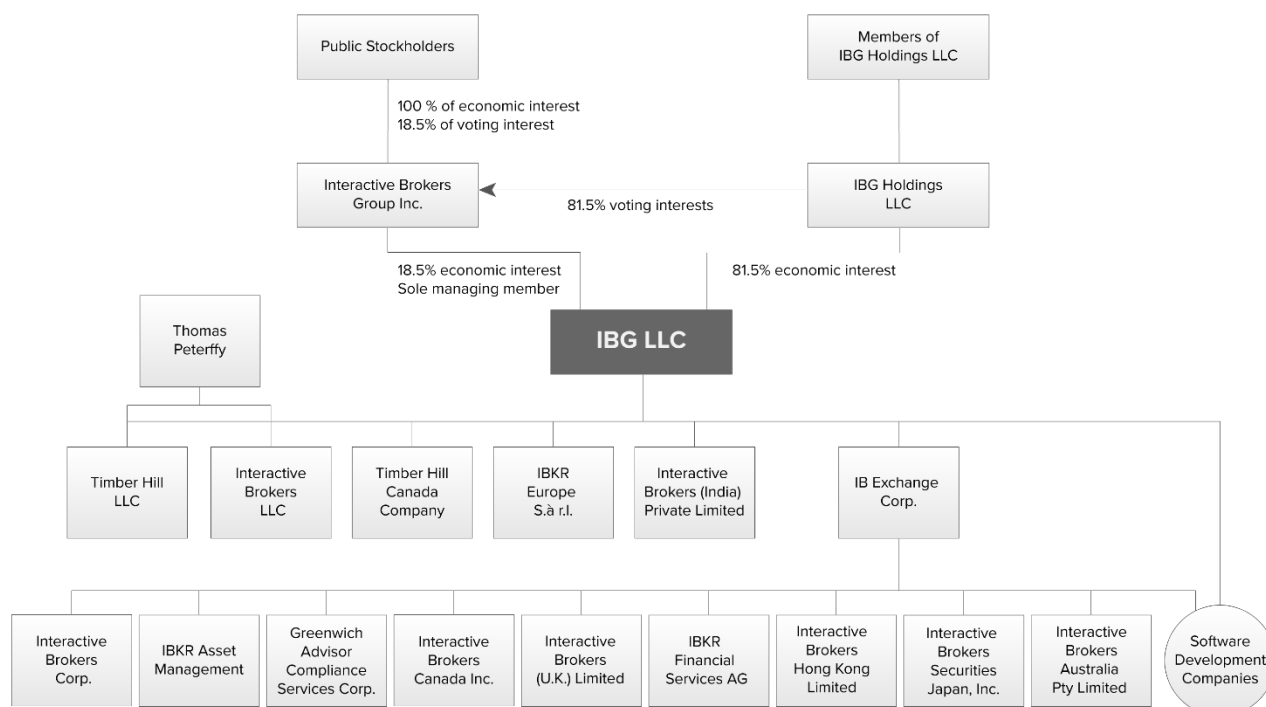 Public Stockholders
Members of
IBG Holdings LLC
100 % of economic interest
18.5% of voting interest
Interactive Brokers
Group Inc.
81.5% voting interests
IBG Holdings
LLC
18.5% economic interest
Sole managing member
81.5% economic interest
Thomas
Peterffy
IBG LLC
Timber Hill
LLC
Interactive
Brokers
LLC
Timber Hill
Canada
Company
IBKR
Europe
S.à r.l.
Interactive
Brokers (India)
Private Limited
IB Exchange
Corp.
Interactive
Brokers
Corp.
IBKR Asset
Management
Greenwich
Advisor
Compliance
Services Corp.
Interactive
Brokers
Canada Inc.
Interactive
Brokers
(U.K.) Limited
IBKR
Financial
Services AG
Interactive
Brokers
Hong Kong
Limited
Interactive
Brokers
Securities
Japan, Inc.
Interactive
Brokers
Australia
Pty Limited
Software
Development
Companies